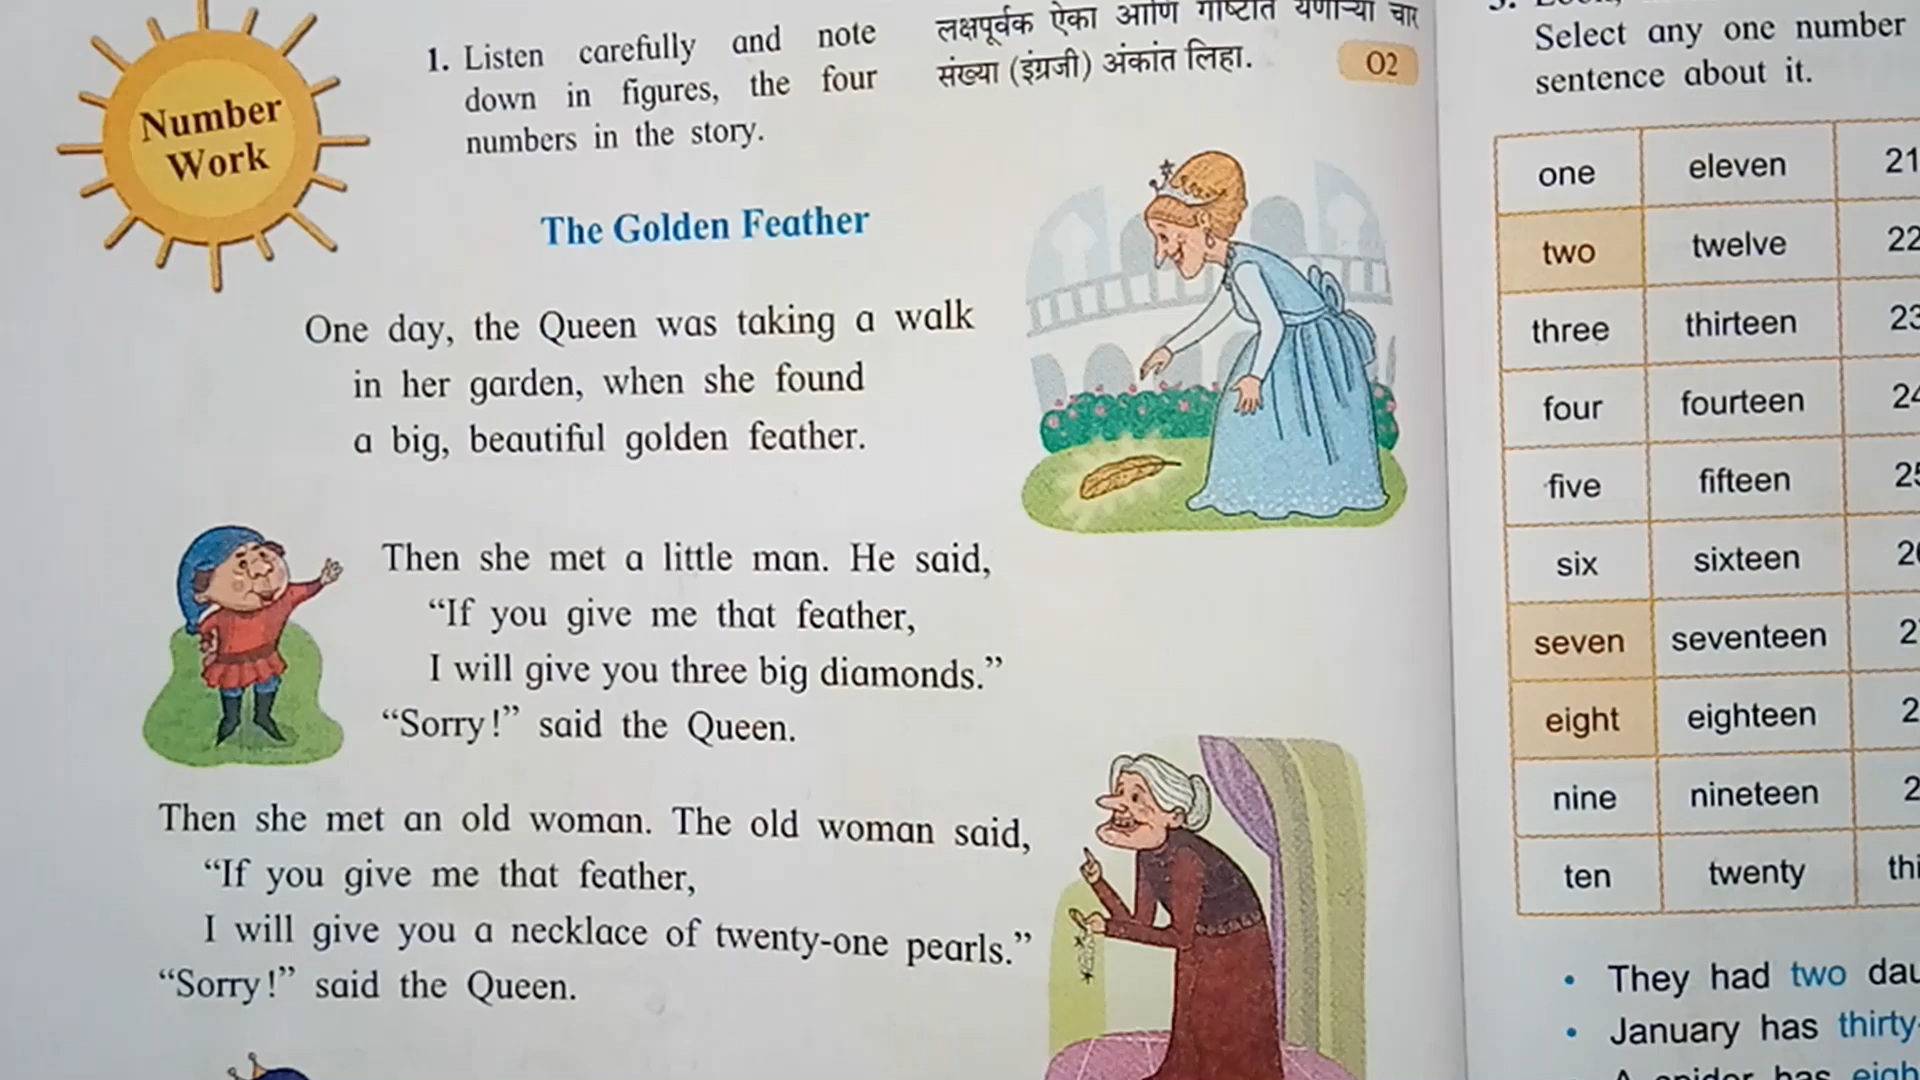 Number
Work
1. Listen carefully and note
down in figures, the four
numbers in the story.
लक्षपूर्वक ऐका आणि गोष्टीत येणाऱ्या चार
संख्या (इंग्रजी) अंकांत लिहा.
02
The Golden Feather
One day, the Queen was taking a walk
in her garden, when she found
a big, beautiful golden feather.
Then she met a little man. He said,
“If you give me that feather,
I will give you three big diamonds.”
“Sorry!” said the Queen.
Then she met an old woman. The old woman said,
“If you give me that feather,
I will give you a necklace of twenty-one pearls.”
“Sorry!” said the Queen.
Select any one number
sentence about it.
one eleven 21
two twelve 22
three thirteen 23
four fourteen 24
five fifteen 25
six sixteen
seven seventeen
eight eighteen
nine nineteen
ten twenty
• They had two
• January has thirty-
has